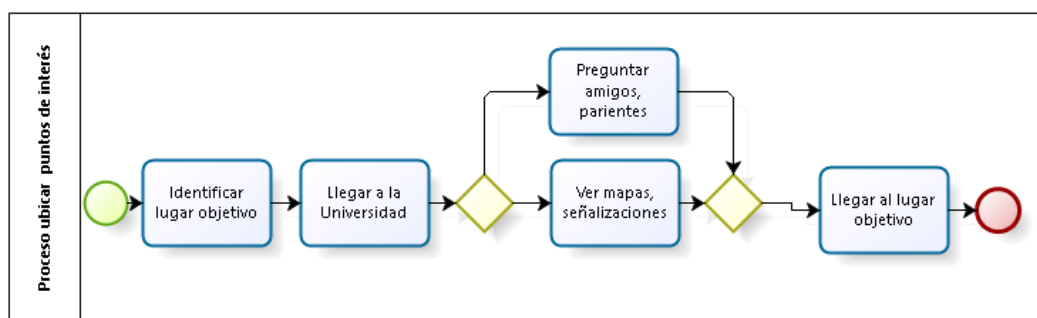 Proceso ubicar puntos de interés
Identificar
lugar objetivo
Llegar a la
Universidad
Preguntar
amigos,
parientes
Ver mapas,
señalizaciones
Llegar al lugar
objetivo